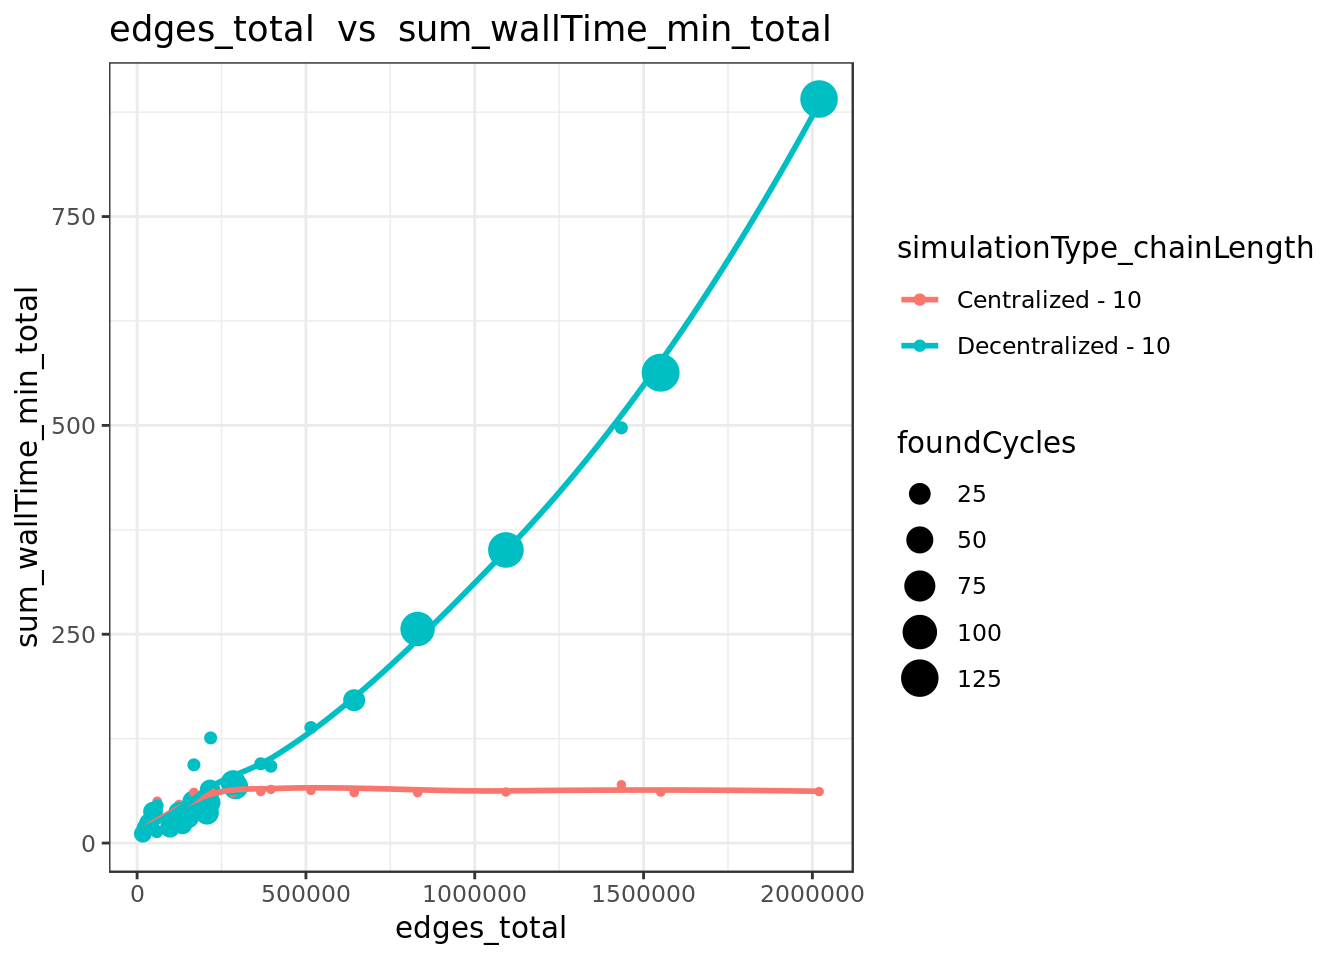 edges_total  vs  sum_wallTime_min_total
sum_wallTime_min_total
750
500
250
0
0
500000
1000000
1500000
2000000
edges_total
simulationType_chainLength
Centralized - 10
Decentralized - 10
foundCycles
25
50
75
100
125